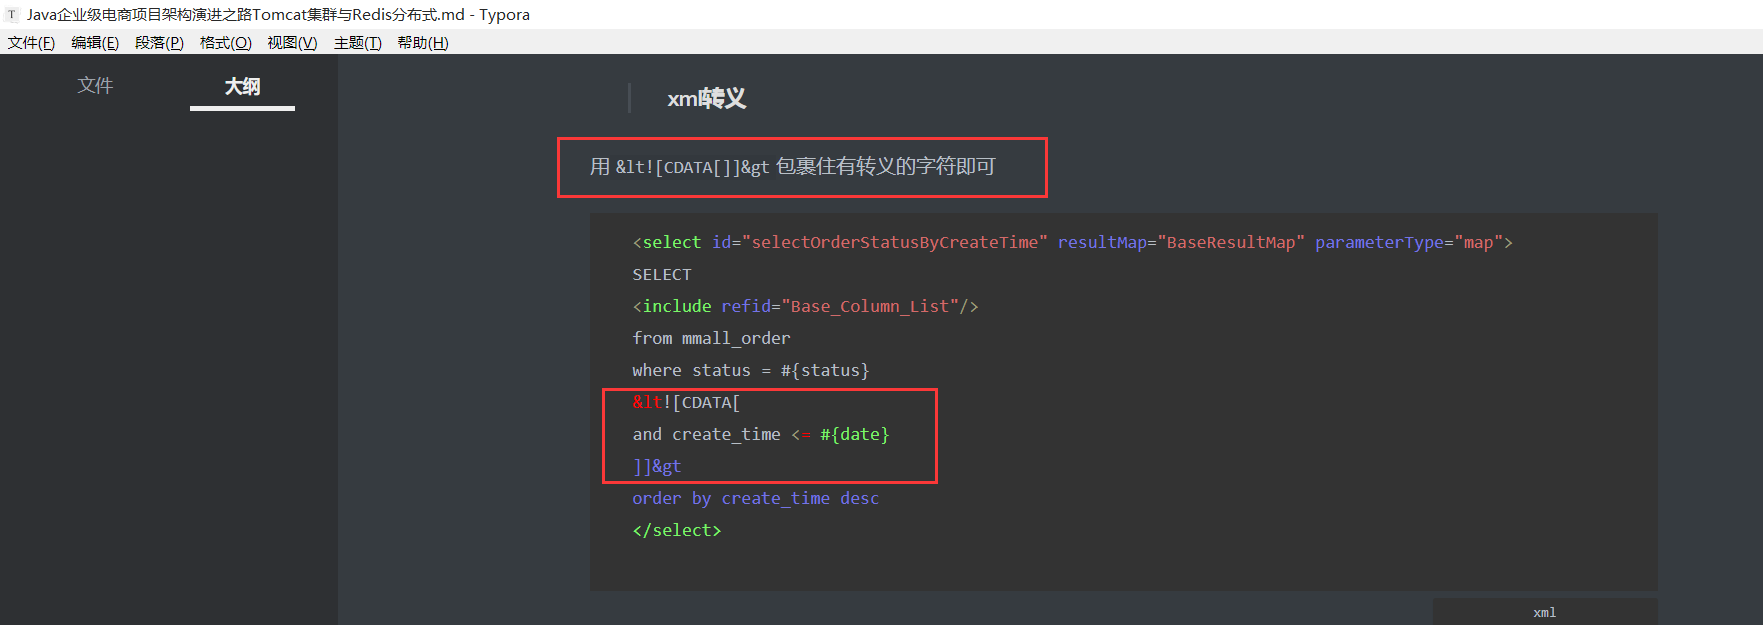 Java企业级电商项目架构演进之路Tomcat集群与Redis分布式.md - Typora
文件(F) 编辑(E) 段落(P) 格式(O) 视图(V) 主题(T) 帮助(H)
文件 大纲
xml转义
用 &lt![CDATA[]]&gt 包裹住有转义的字符即可
<select id="selectOrderStatusByCreateTime" resultMap="BaseResultMap" parameterType="map">
SELECT
<include refid="Base_Column_List"/>
from mmall_order
where status = #{status}
&lt![CDATA[
and create_time <= #{date}
]]&gt
order by create_time desc
</select>
xml